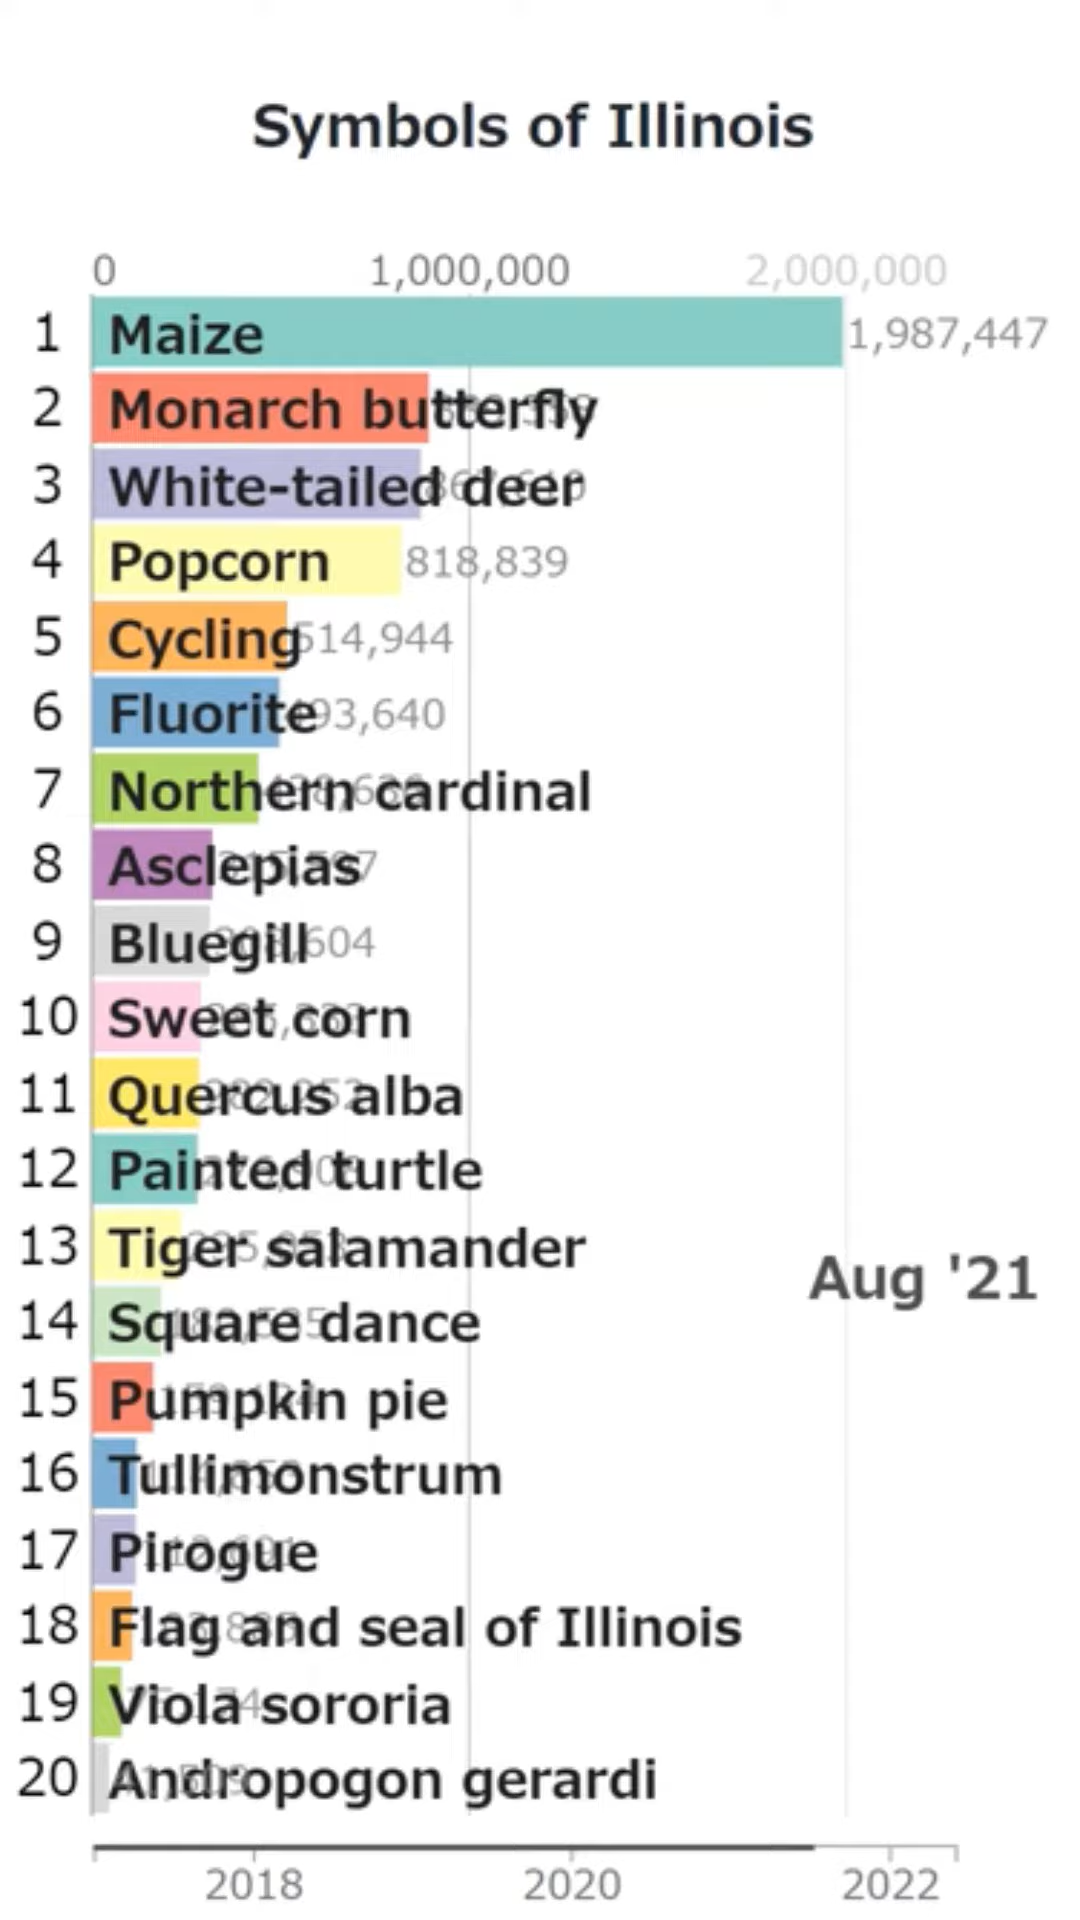 Symbols of Illinois
0 1,000,000 2,000,000
1 Maize 1,987,447
2 Monarch butterfly
3 White-tailed deer
4 Popcorn 818,839
5 Cycling 514,944
6 Fluorite 493,640
7 Northern cardinal
8 Asclepias
9 Bluegill
10 Sweet corn
11 Quercus alba
12 Painted turtle
13 Tiger salamander
Aug '21
14 Square dance
15 Pumpkin pie
16 Tullimonstrum
17 Pirogue
18 Flag and seal of Illinois
19 Viola sororia
20 Andropogon gerardi
2018 2020 2022